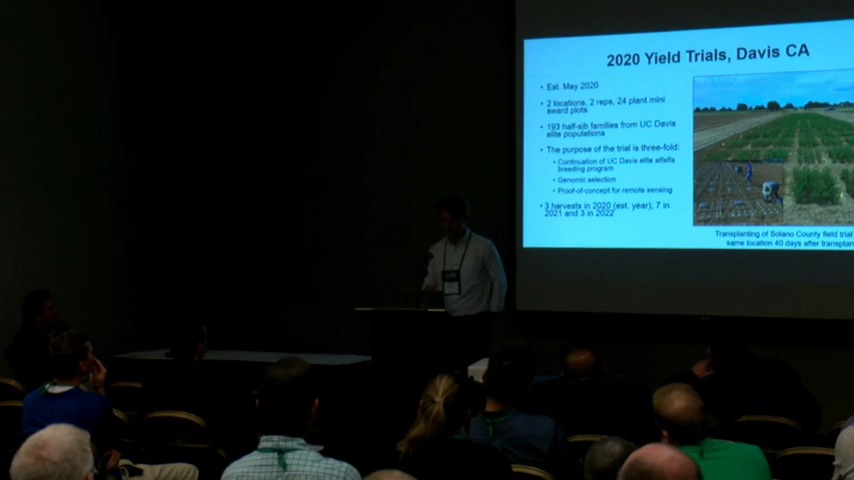 2020 Yield Trials, Davis CA
• Est. May 2020
• 2 locations, 2 reps, 24 plant mini
sward plots
• 193 half-sib families from UC Davis
elite populations
• The purpose of the trial is three-fold:
• Continuation of UC Davis elite alfalfa
breeding program
• Genomic selection
• Proof-of-concept for remote sensing
• 3 harvests in 2020 (est. year), 7 in
2021 and 3 in 2022
Transplanting of Solano County field trial
same location 40 days after transplan